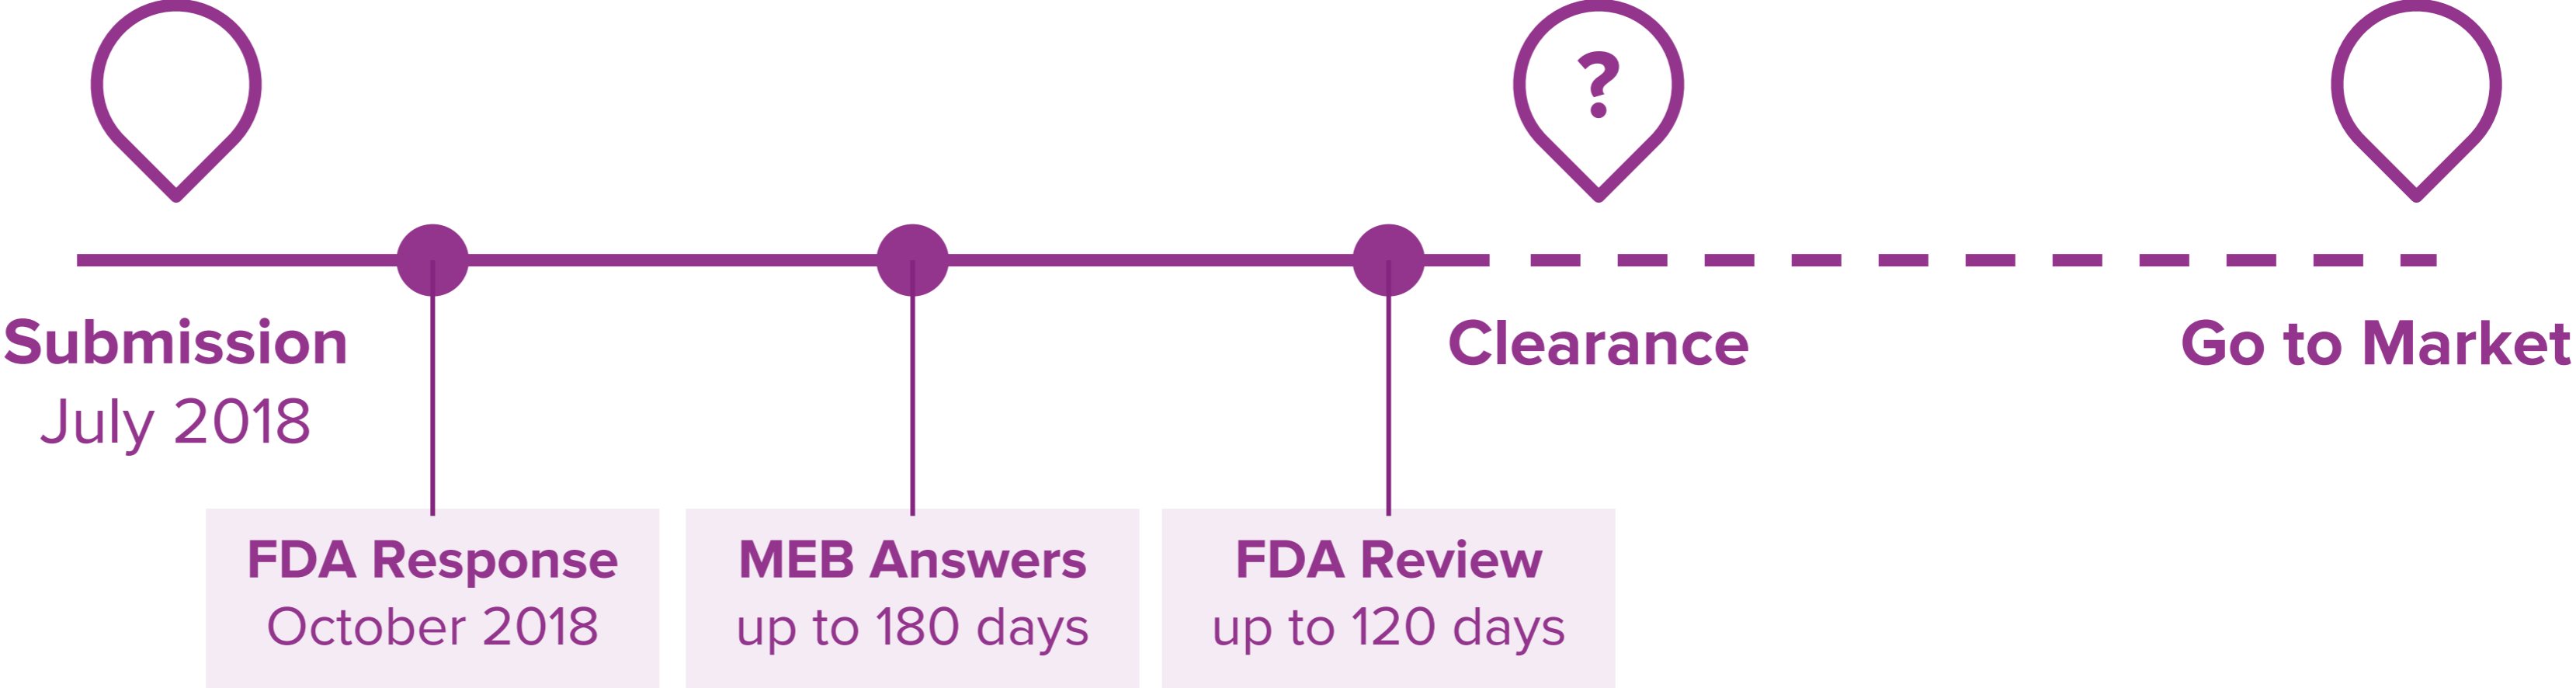 ?
Submission
July 2018
Clearance
Go to Market
FDA Response
October 2018
MEB Answers
up to 180 days
FDA Review
up to 120 days